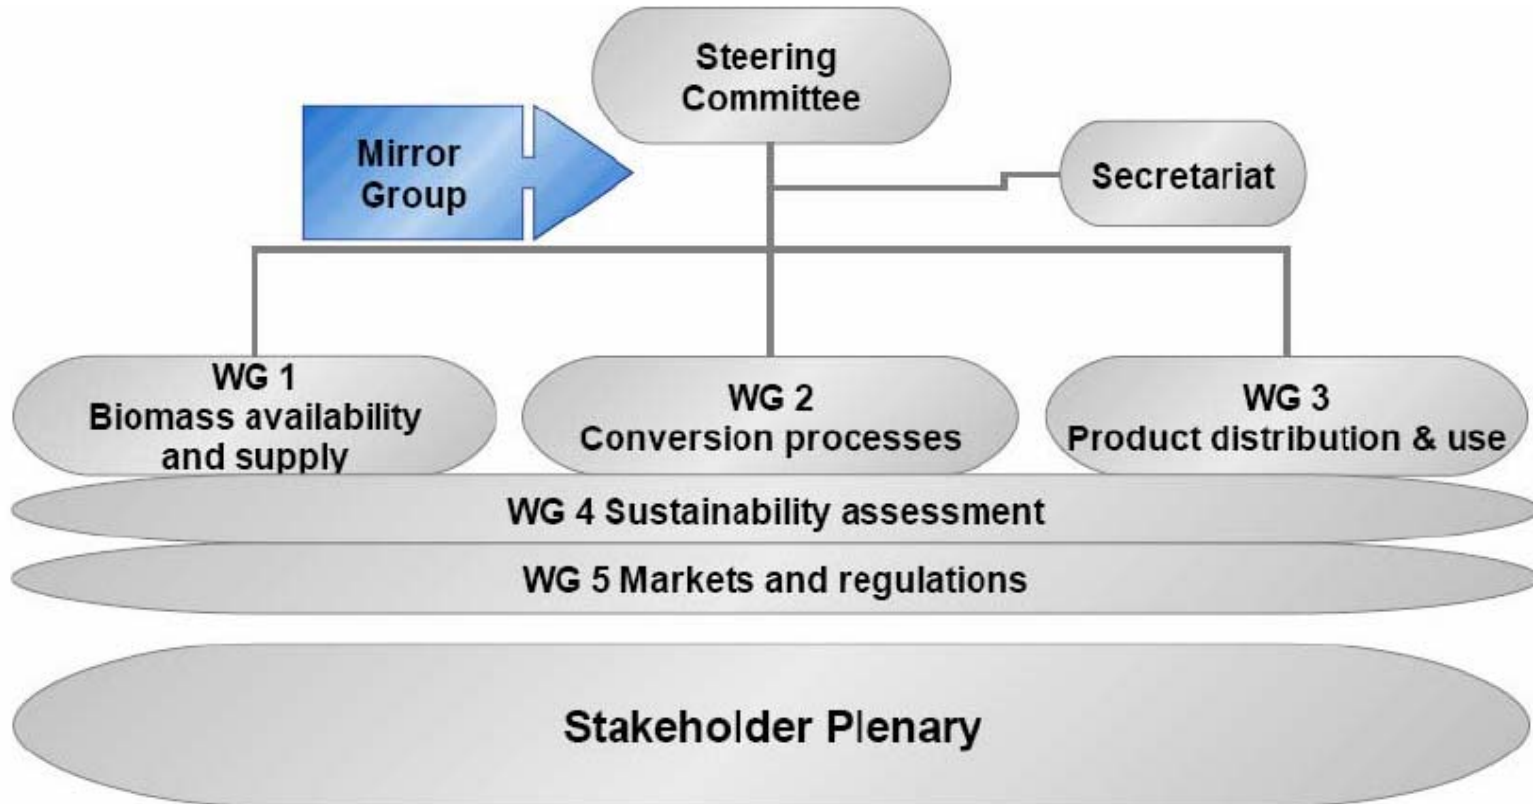 Steering
Committee
Mirror
Group
Secretariat
WG 1
Biomass availability
and supply
WG 2
Conversion processes
WG 3
Product distribution & use
WG 4 Sustainability assessment
WG 5 Markets and regulations
Stakeholder Plenary